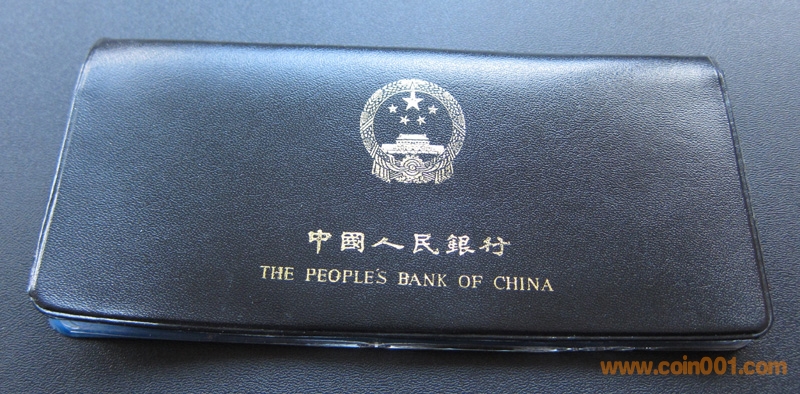 中國人民銀行
THE PEOPLE'S BANK OF CHINA
www.coin001.com